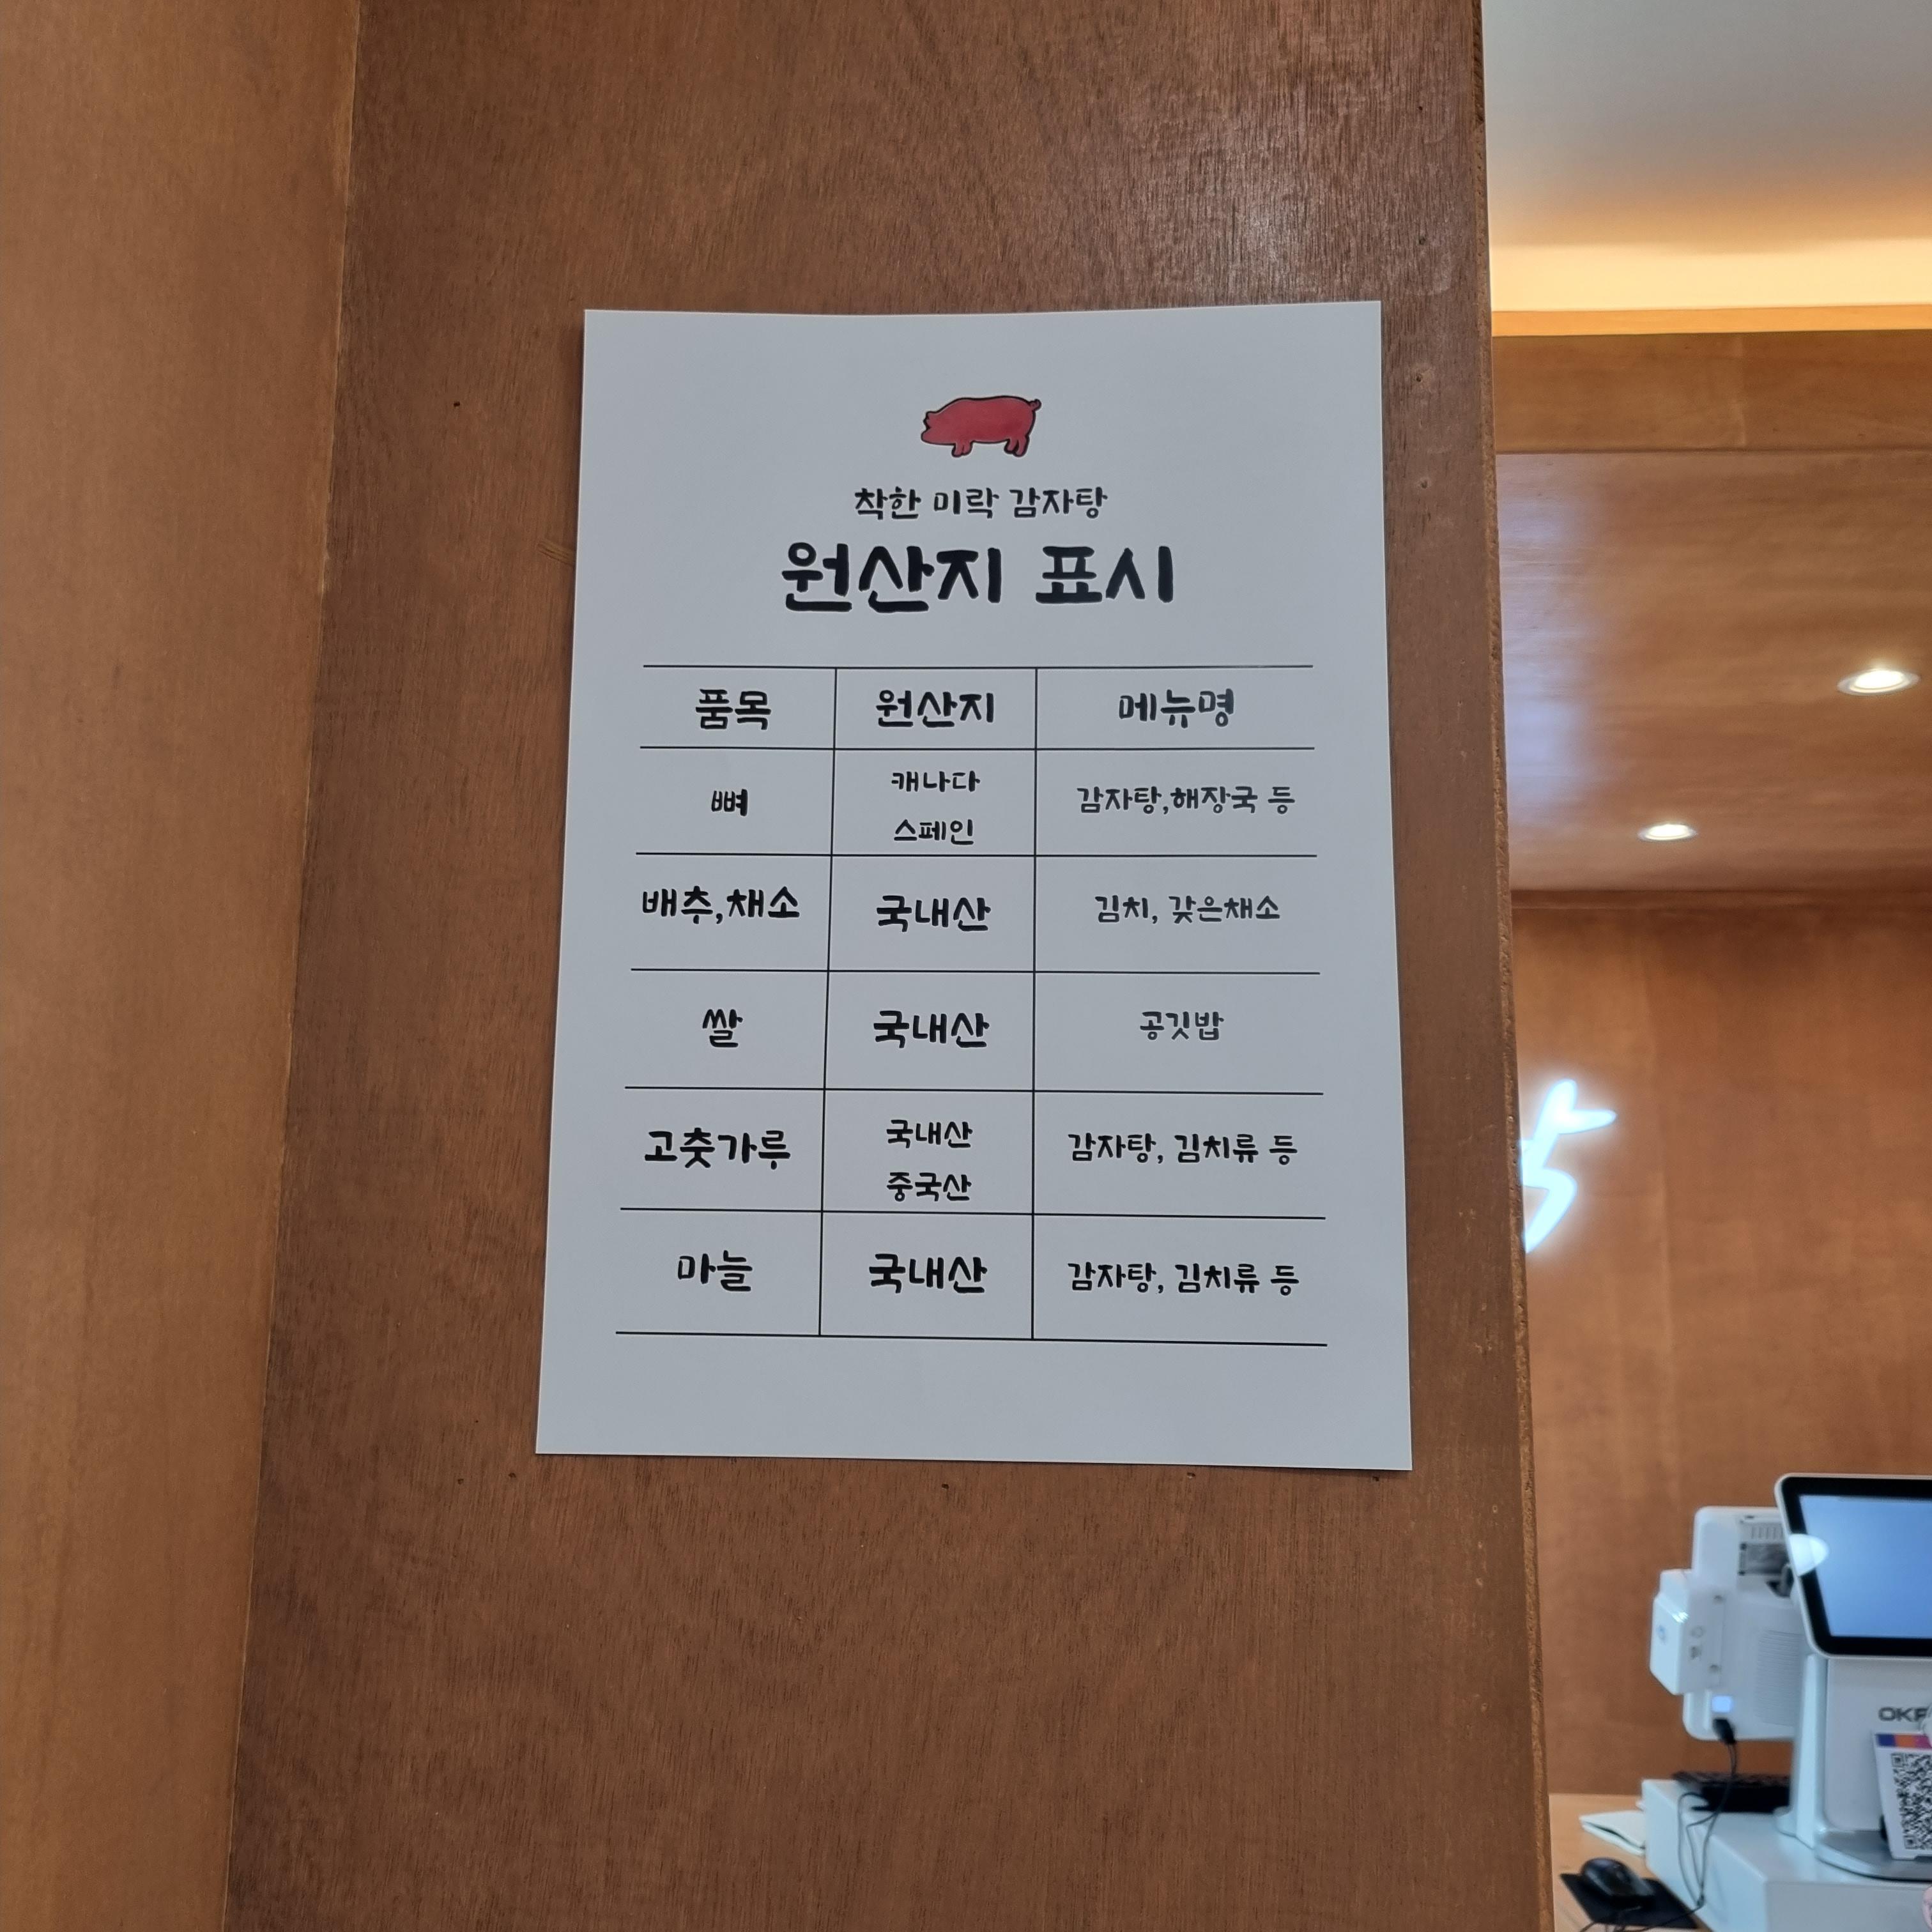 착한 미락 감자탕
원산지 표시
품목 원산지 메뉴명
뼈 캐나다 스페인 감자탕,해장국 등
배추,채소 국내산 김치, 갖은채소
쌀 국내산 공깃밥
고춧가루 국내산 중국산 감자탕, 김치류 등
마늘 국내산 감자탕, 김치류 등